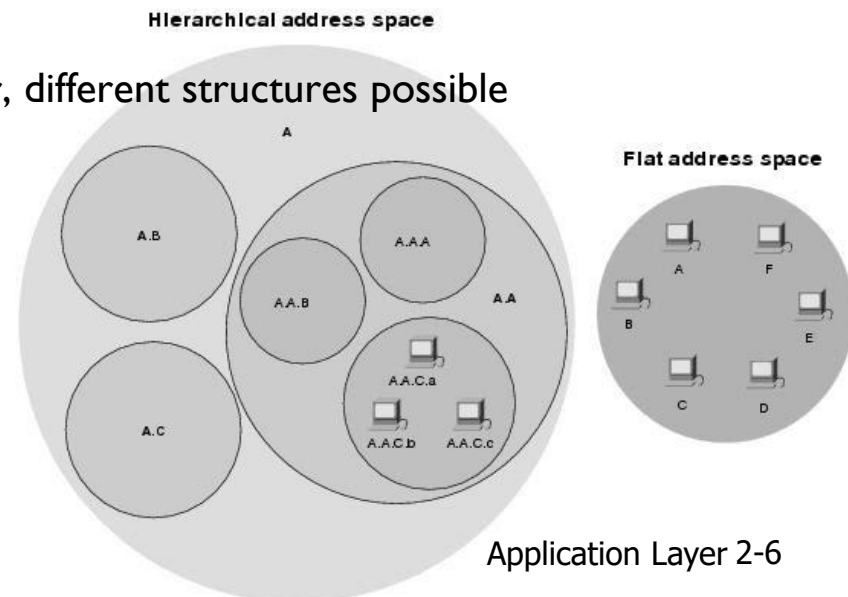 Hierarchical address space
, different structures possible
A
A.B
A.A.A
A.A.B
A.A
A.A.C.a
A.A.C.b
A.A.C.c
A.C
Flat address space
A
F
B
E
C
D
Application Layer 2-6